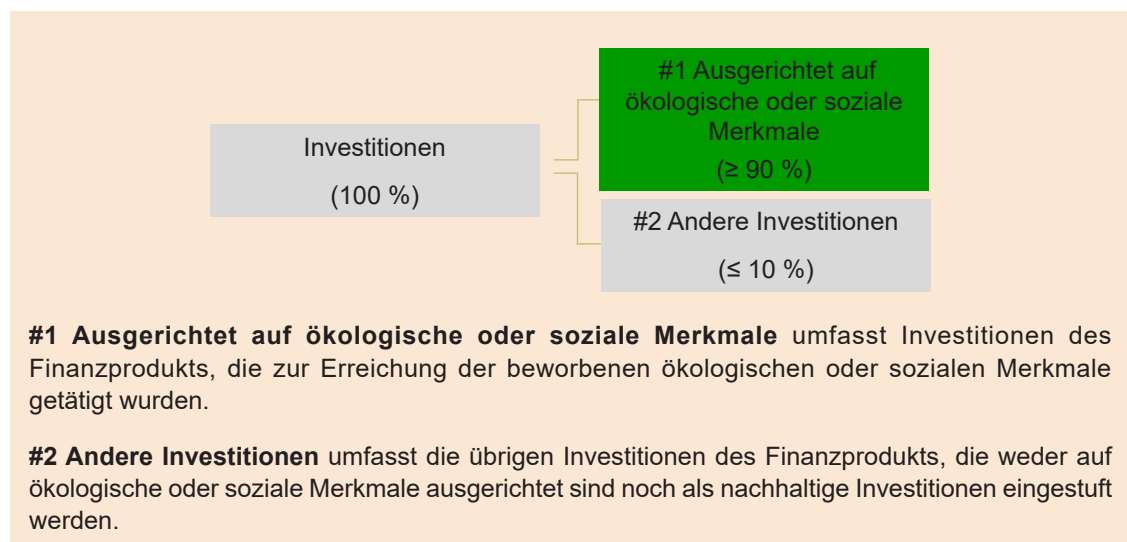 #1 Ausgerichtet auf
ökologische oder soziale
Merkmale
(≥ 90 %)
Investitionen
(100 %)
#2 Andere Investitionen
(≤ 10 %)
#1 Ausgerichtet auf ökologische oder soziale Merkmale umfasst Investitionen des
Finanzprodukts, die zur Erreichung der beworbenen ökologischen oder sozialen Merkmale
getätigt wurden.
#2 Andere Investitionen umfasst die übrigen Investitionen des Finanzprodukts, die weder auf
ökologische oder soziale Merkmale ausgerichtet sind noch als nachhaltige Investitionen eingestuft
werden.